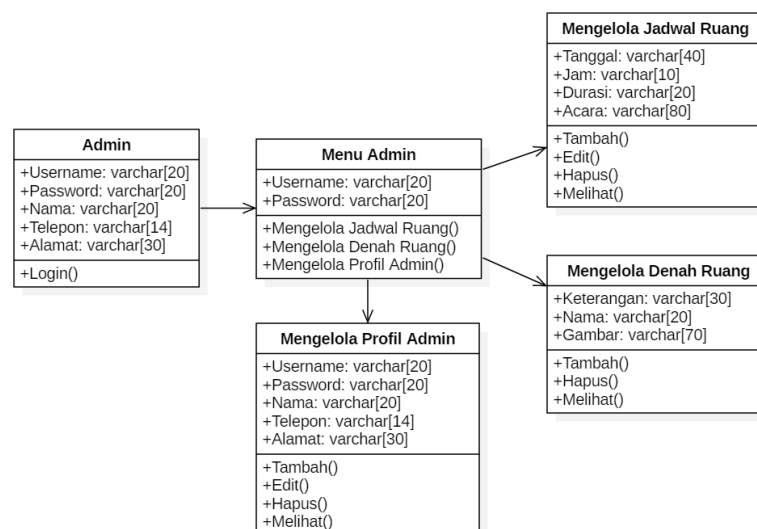 Admin
+Username: varchar[20]
+Password: varchar[20]
+Nama: varchar[20]
+Telepon: varchar[14]
+Alamat: varchar[30]
+Login()
Menu Admin
+Username: varchar[20]
+Password: varchar[20]
+Mengelola Jadwal Ruang()
+Mengelola Denah Ruang()
+Mengelola Profil Admin()
Mengelola Jadwal Ruang
+Tanggal: varchar[40]
+Jam: varchar[10]
+Durasi: varchar[20]
+Acara: varchar[80]
+Tambah()
+Edit()
+Hapus()
+Melihat()
Mengelola Denah Ruang
+Keterangan: varchar[30]
+Nama: varchar[20]
+Gambar: varchar[70]
+Tambah()
+Hapus()
+Melihat()
Mengelola Profil Admin
+Username: varchar[20]
+Password: varchar[20]
+Nama: varchar[20]
+Telepon: varchar[14]
+Alamat: varchar[30]
+Tambah()
+Edit()
+Hapus()
+Melihat()